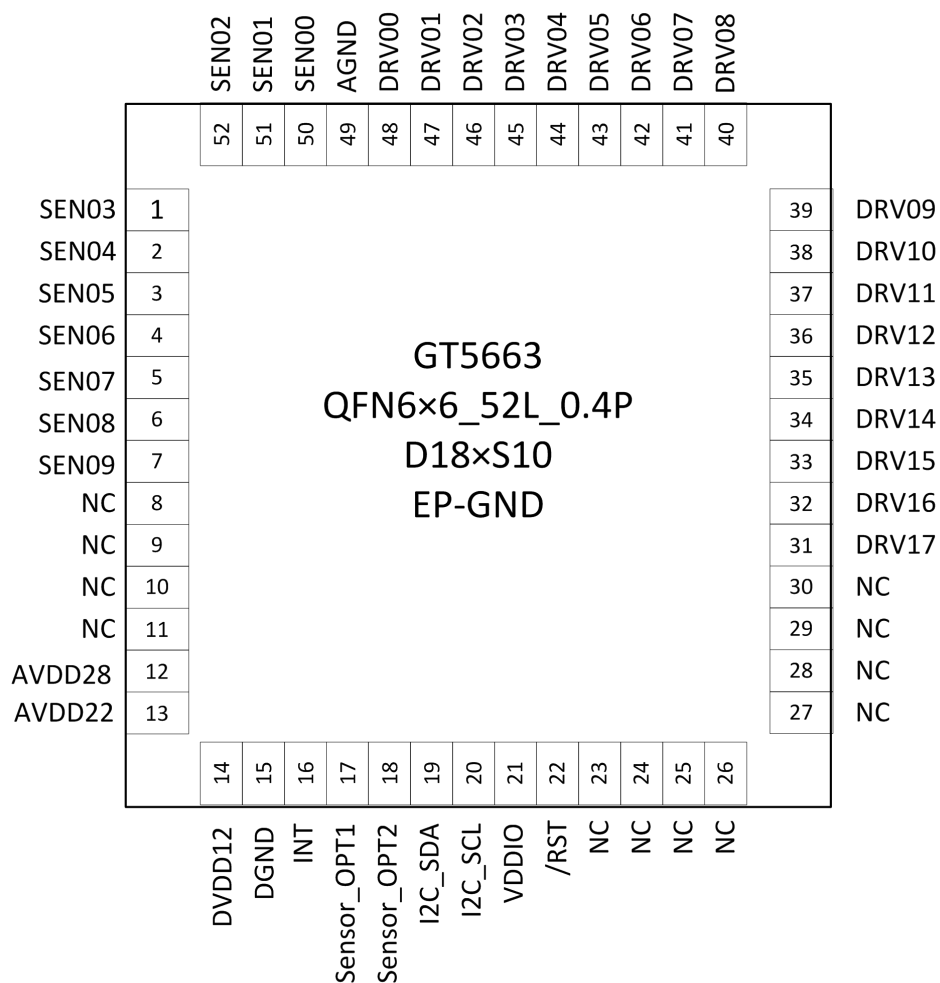 SEN02 SEN01 SEN00 AGND DRV00 DRV01 DRV02 DRV03 DRV04 DRV05 DRV06 DRV07 DRV08
52 51 50 49 48 47 46 45 44 43 42 41 40
SEN03 1 39 DRV09
SEN04 2 38 DRV10
SEN05 3 37 DRV11
SEN06 4 36 DRV12
SEN07 5 35 DRV13
SEN08 6 34 DRV14
SEN09 7 33 DRV15
NC 8 32 DRV16
NC 9 31 DRV17
NC 10 30 NC
NC 11 29 NC
AVDD28 12 28 NC
AVDD22 13 27 NC
GT5663
QFN6×6_52L_0.4P
D18×S10
EP-GND
14 15 16 17 18 19 20 21 22 23 24 25 26
DVDD12 DGND INT Sensor_OPT1 Sensor_OPT2 I2C_SDA I2C_SCL VDDIO /RST NC NC NC NC